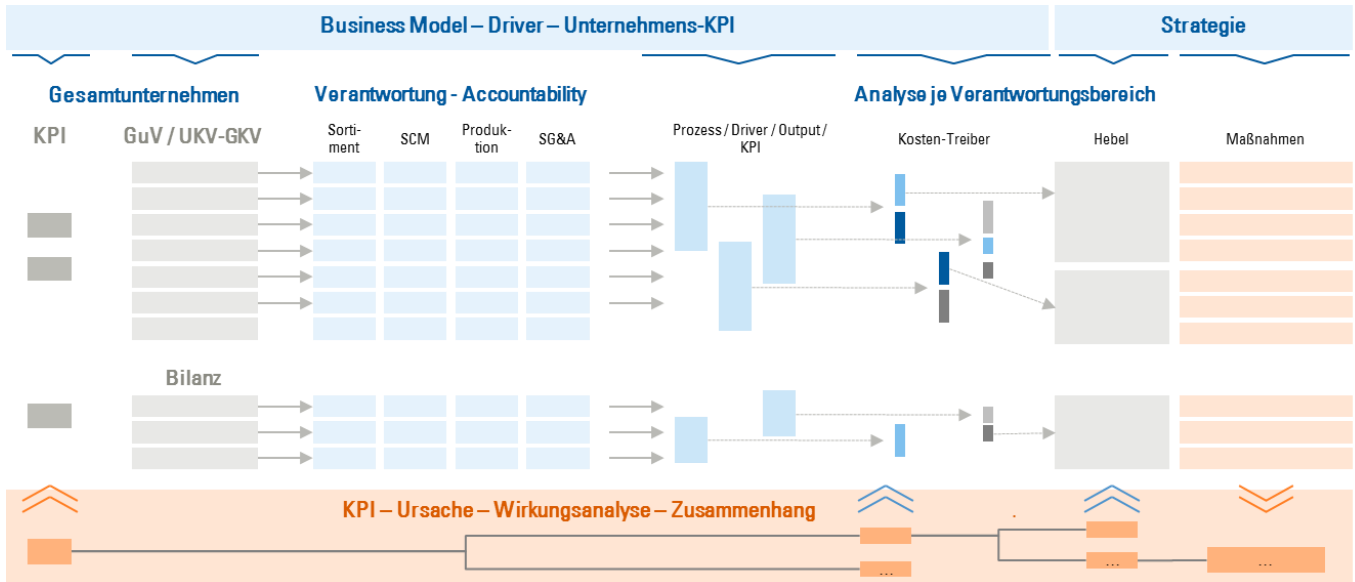 Business Model – Driver – Unternehmens-KPI
Strategie
Gesamtunternehmen
Verantwortung - Accountability
Analyse je Verantwortungsbereich
KPI
GuV / UKV-GKV
Sorti-
ment
SCM
Produk-
tion
SG&A
Prozess / Driver / Output /
KPI
Kosten-Treiber
Hebel
Maßnahmen
Bilanz
KPI – Ursache – Wirkungsanalyse – Zusammenhang
.
...
...
...